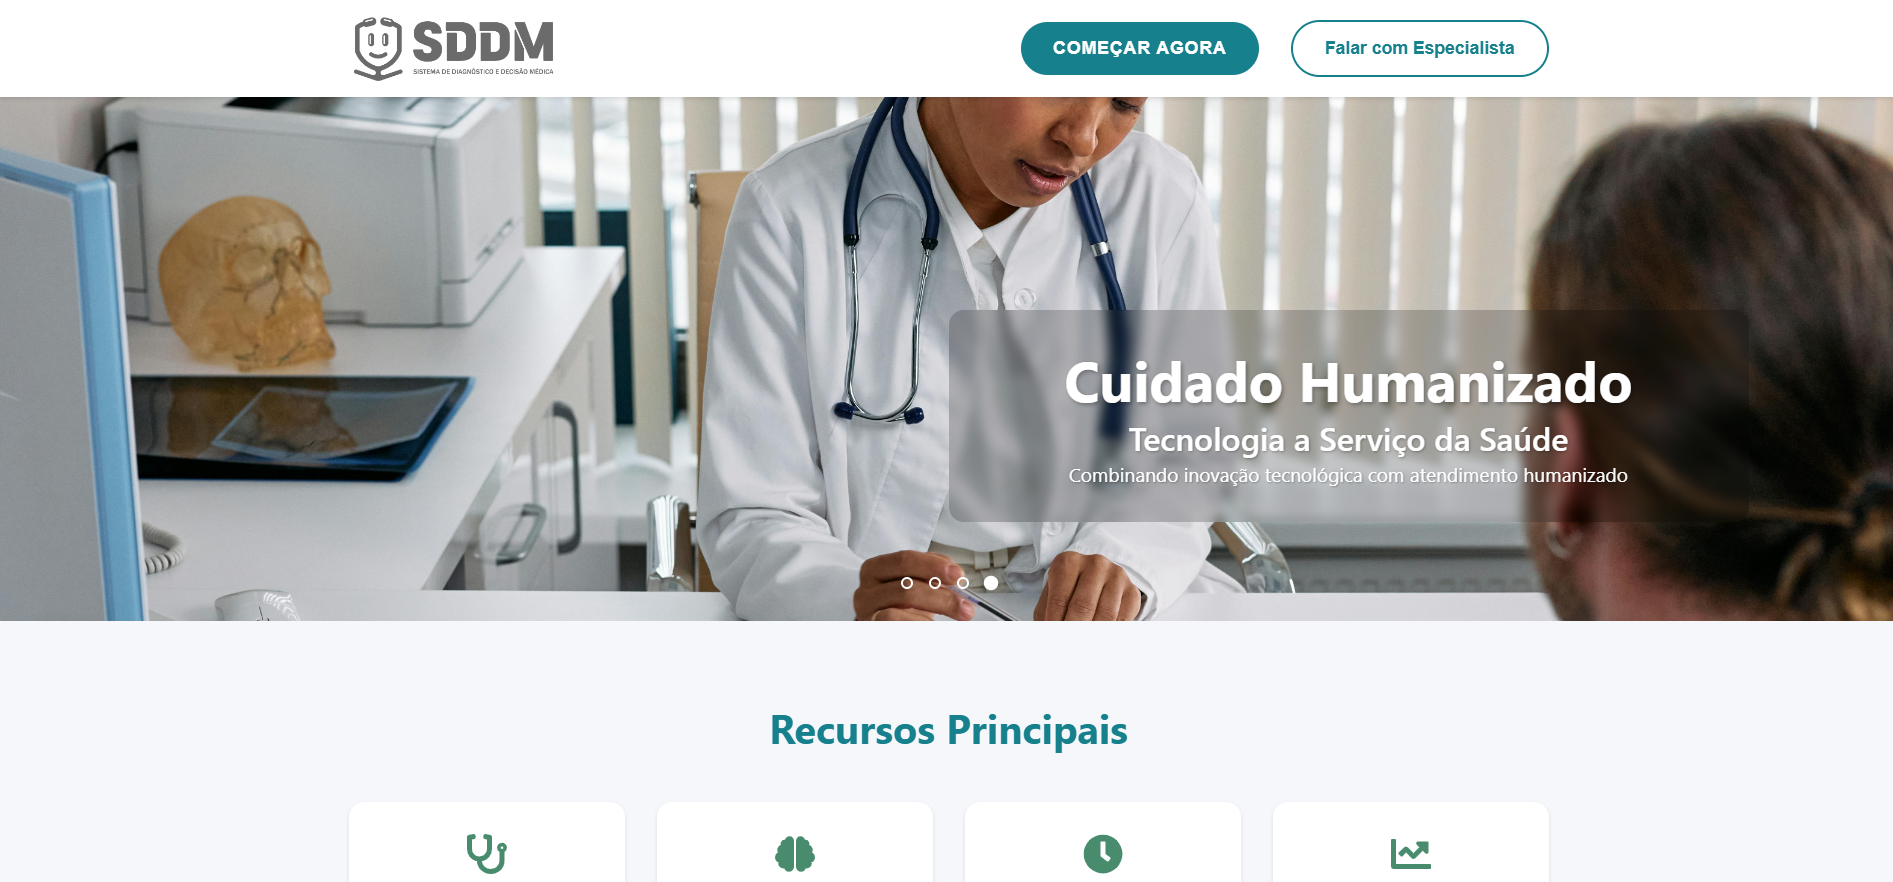 SDDM
SISTEMA DE DIAGNÓSTICO E DECISÃO MÉDICA
COMEÇAR AGORA
Falar com Especialista
Cuidado Humanizado
Tecnologia a Serviço da Saúde
Combinando inovação tecnológica com atendimento humanizado
Recursos Principais